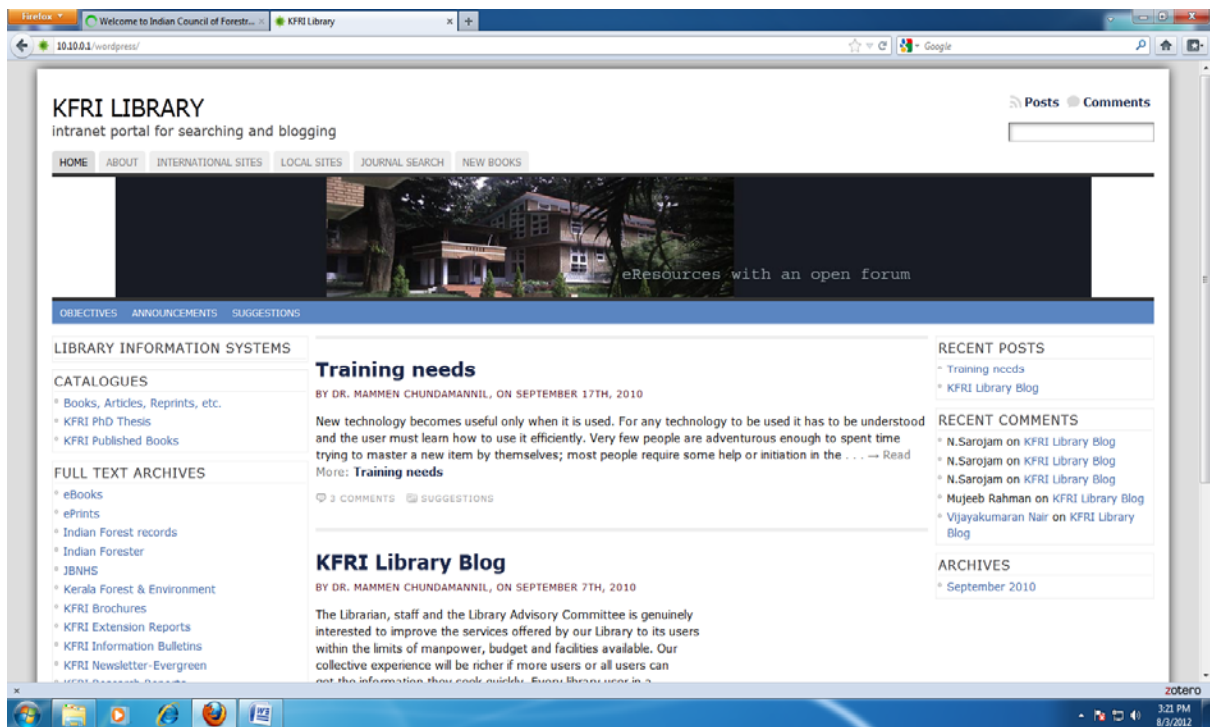 Firefox
Welcome to Indian Council of Forestr...
KFRI Library
10.10.0.1/wordpress/
Google
KFRI LIBRARY
intranet portal for searching and blogging
Posts Comments
HOME ABOUT INTERNATIONAL SITES LOCAL SITES JOURNAL SEARCH NEW BOOKS
eResources with an open forum
OBJECTIVES ANNOUNCEMENTS SUGGESTIONS
LIBRARY INFORMATION SYSTEMS
CATALOGUES
Books, Articles, Reprints, etc.
KFRI PhD Thesis
KFRI Published Books
FULL TEXT ARCHIVES
eBooks
ePrints
Indian Forest records
Indian Forester
JBNHS
Kerala Forest & Environment
KFRI Brochures
KFRI Extension Reports
KFRI Information Bulletins
KFRI Newsletter-Evergreen
Training needs
BY DR. MAMMEN CHUNDAMANNIL, ON SEPTEMBER 17TH, 2010
New technology becomes useful only when it is used. For any technology to be used it has to be understood
and the user must learn how to use it efficiently. Very few people are adventurous enough to spent time
trying to master a new item by themselves; most people require some help or initiation in the . . . → Read
More: Training needs
3 COMMENTS SUGGESTIONS
KFRI Library Blog
BY DR. MAMMEN CHUNDAMANNIL, ON SEPTEMBER 7TH, 2010
The Librarian, staff and the Library Advisory Committee is genuinely
interested to improve the services offered by our Library to its users
within the limits of manpower, budget and facilities available. Our
collective experience will be richer if more users or all users can
RECENT POSTS
Training needs
KFRI Library Blog
RECENT COMMENTS
N.Sarojam on KFRI Library Blog
N.Sarojam on KFRI Library Blog
N.Sarojam on KFRI Library Blog
Mujeeb Rahman on KFRI Library Blog
Vijayakumaran Nair on KFRI Library
Blog
ARCHIVES
September 2010
zotero
3:21 PM
8/3/2012